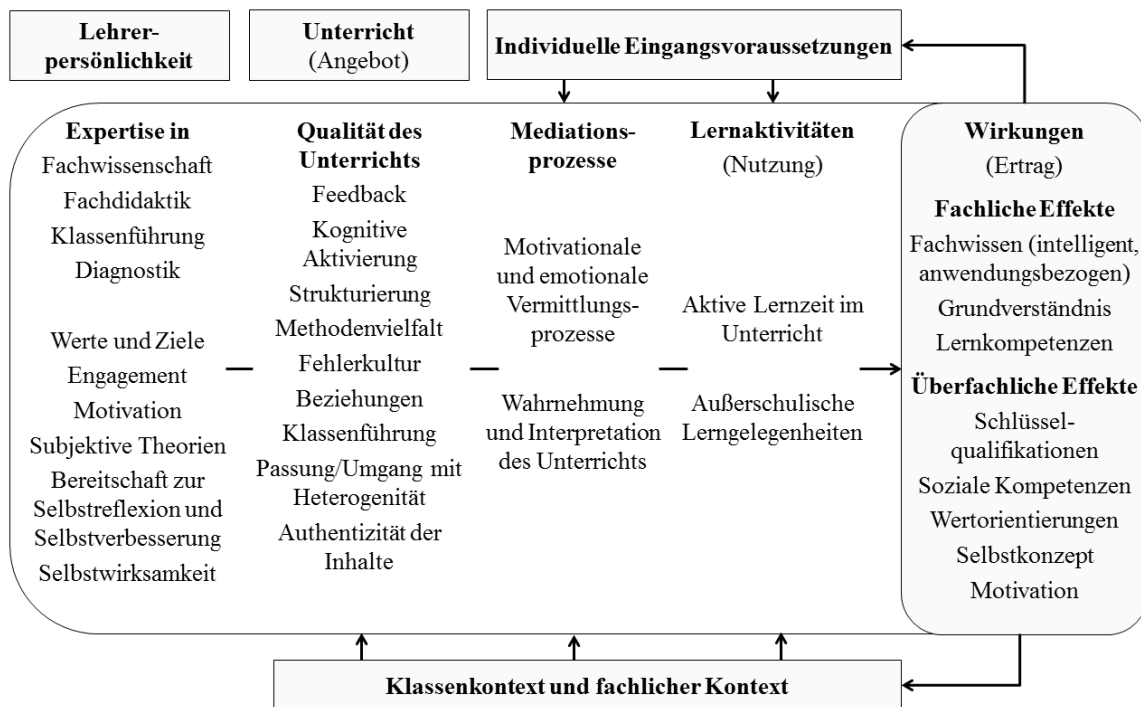 Lehrer-
persönlichkeit
Unterricht
(Angebot)
Individuelle Eingangsvoraussetzungen
Expertise in
Fachwissenschaft
Fachdidaktik
Klassenführung
Diagnostik
Werte und Ziele
Engagement
Motivation
Subjektive Theorien
Bereitschaft zur
Selbstreflexion und
Selbstverbesserung
Selbstwirksamkeit
Qualität des
Unterrichts
Feedback
Kognitive
Aktivierung
Strukturierung
Methodenvielfalt
Fehlerkultur
Beziehungen
Klassenführung
Passung/Umgang mit
Heterogenität
Authentizität der
Inhalte
Mediations-
prozesse
Motivationale
und emotionale
Vermittlungs-
prozesse
Wahrnehmung
und Interpretation
des Unterrichts
Lernaktivitäten
(Nutzung)
Aktive Lernzeit im
Unterricht
Außerschulische
Lerngelegenheiten
Wirkungen
(Ertrag)
Fachliche Effekte
Fachwissen (intelligent,
anwendungsbezogen)
Grundverständnis
Lernkompetenzen
Überfachliche Effekte
Schlüssel-
qualifikationen
Soziale Kompetenzen
Wertorientierungen
Selbstkonzept
Motivation
Klassenkontext und fachlicher Kontext